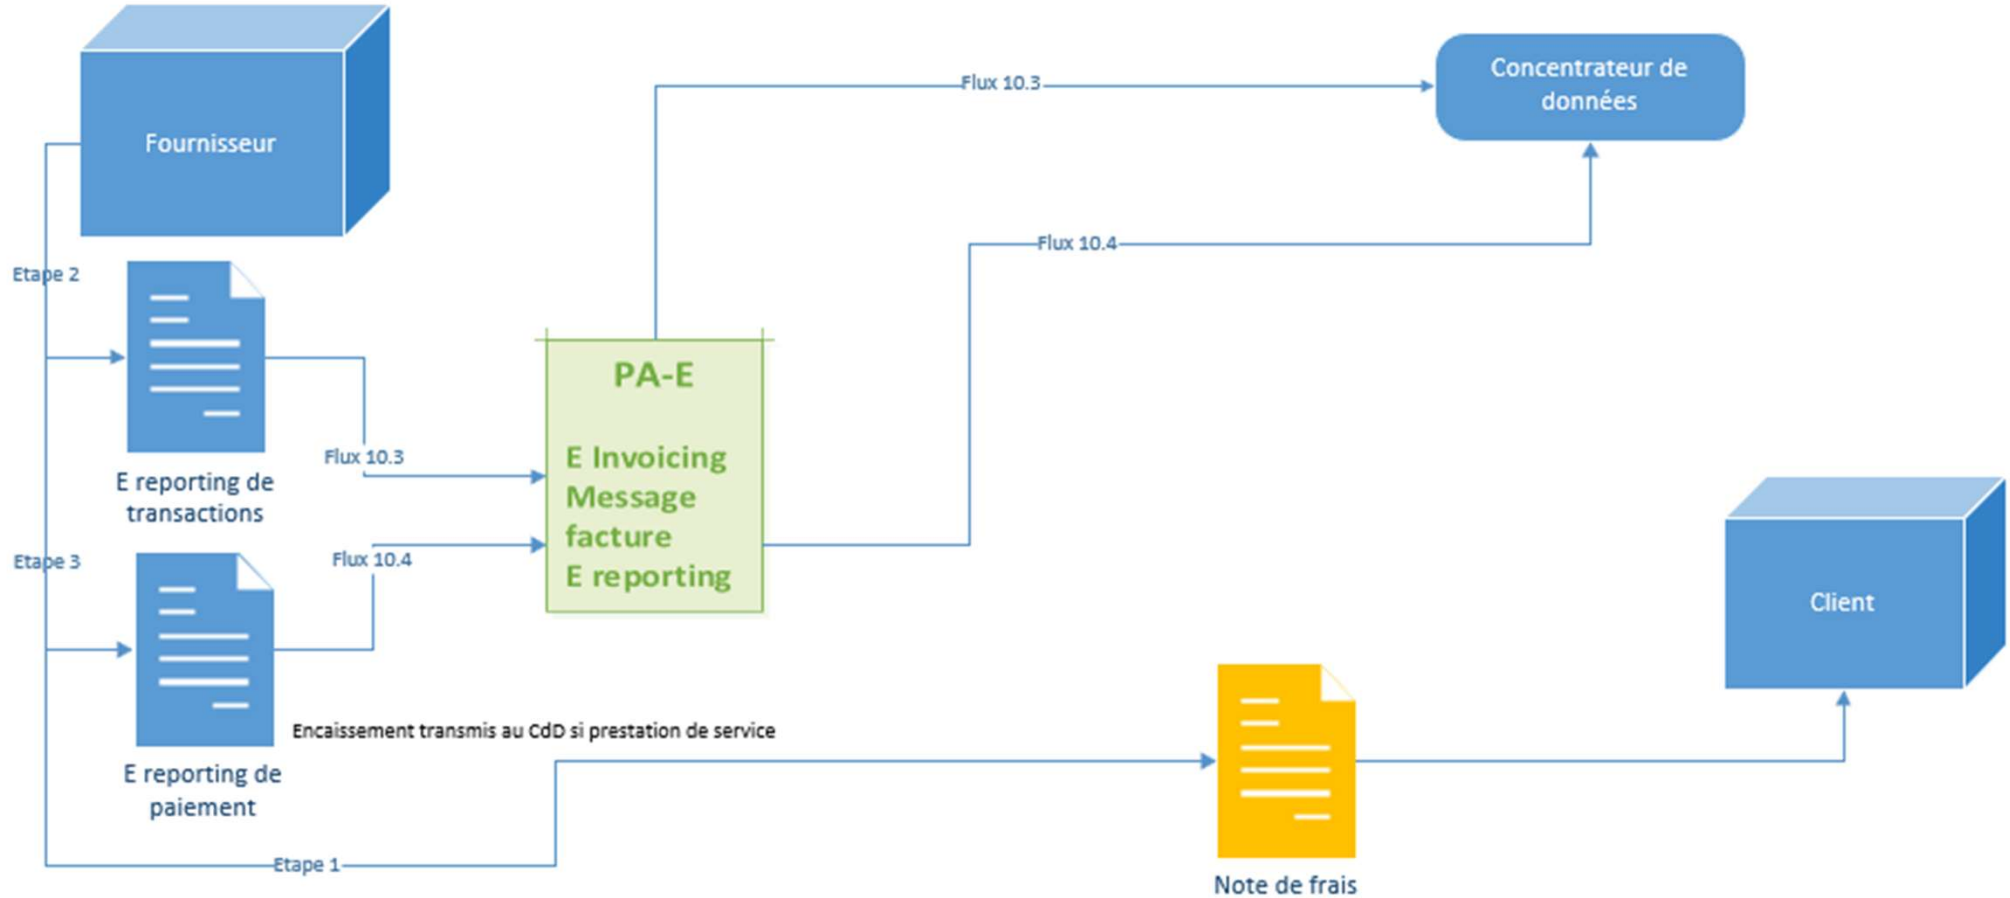 Fournisseur
Flux 10.3
Concentrateur de
données
Flux 10.4
Etape 2
E reporting de
transactions
Flux 10.3
PA-E
E Invoicing
Message
facture
E reporting
Etape 3
Flux 10.4
Client
Encaissement transmis au CdD si prestation de service
E reporting de
paiement
Etape 1
Note de frais